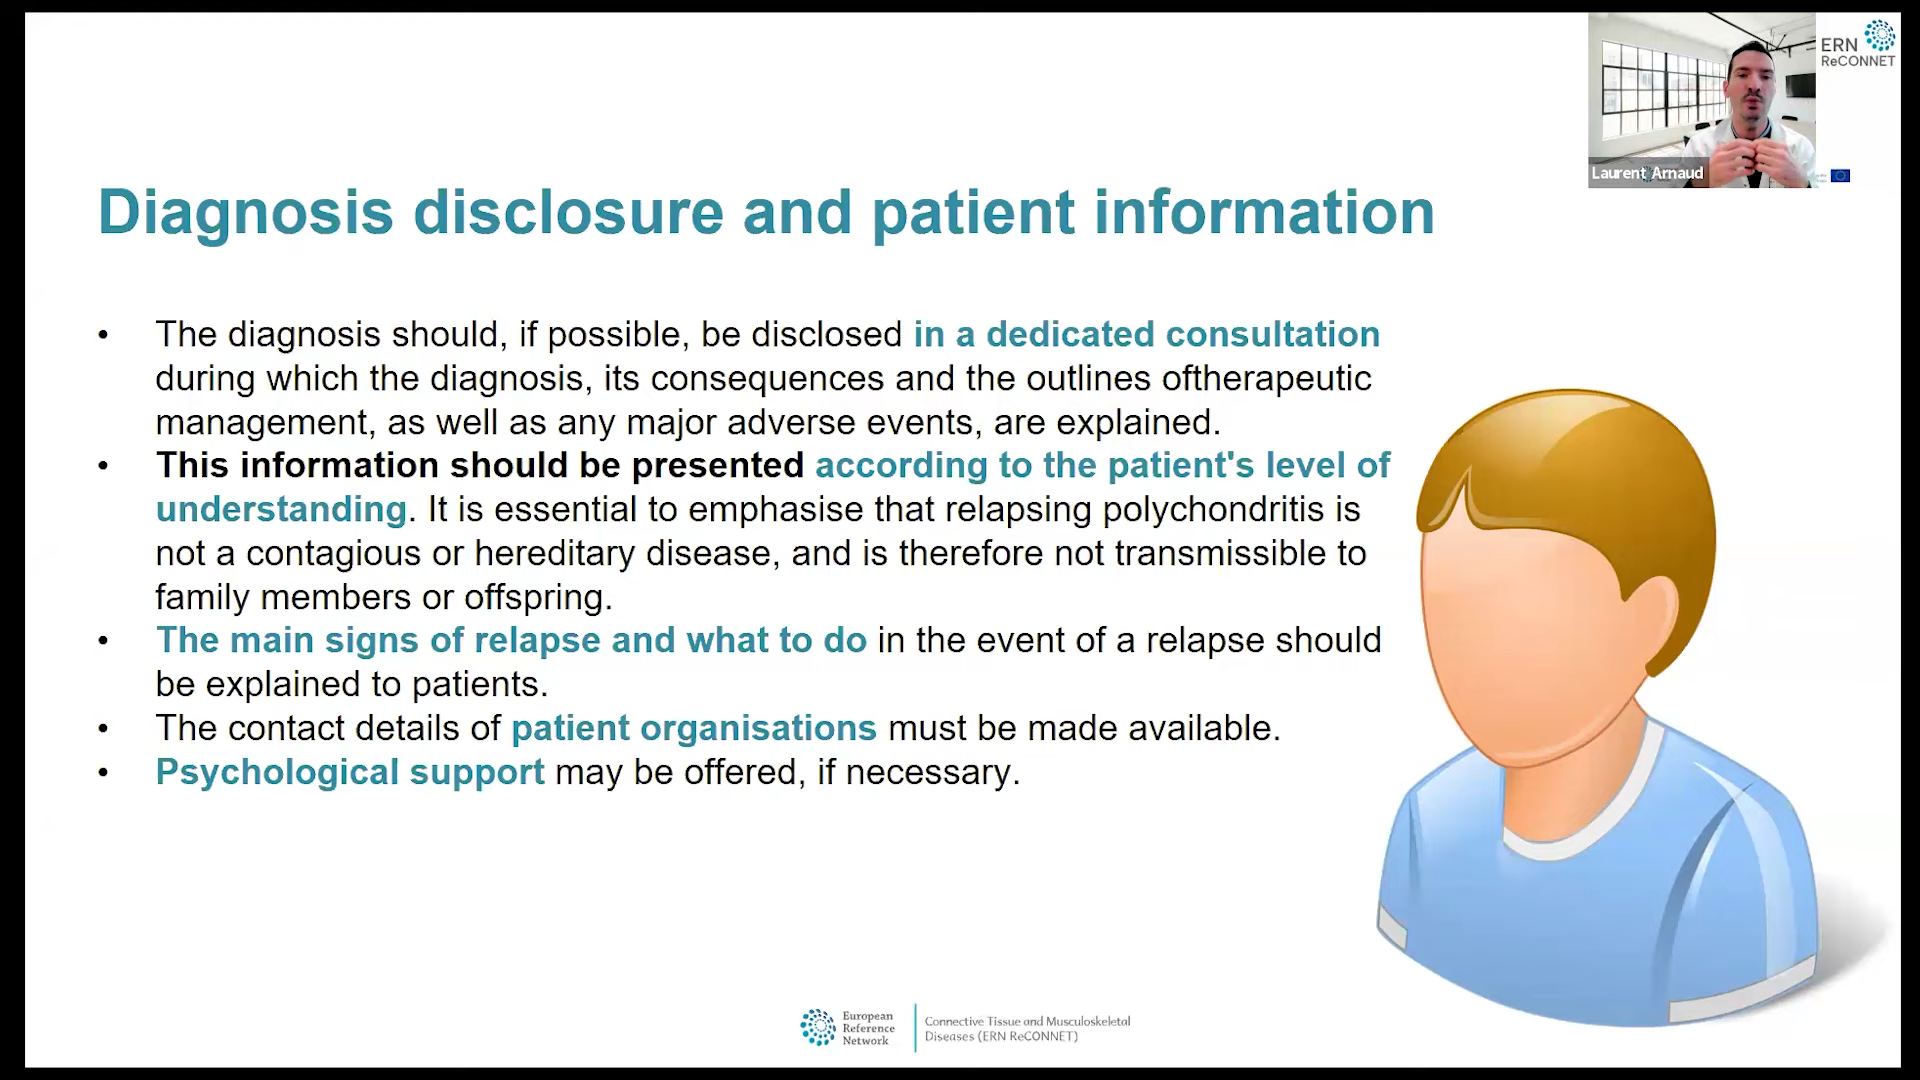 ERN
ReCONNET
Laurent Arnaud
Diagnosis disclosure and patient information
• The diagnosis should, if possible, be disclosed in a dedicated consultation
during which the diagnosis, its consequences and the outlines oftherapeutic
management, as well as any major adverse events, are explained.
• This information should be presented according to the patient's level of
understanding. It is essential to emphasise that relapsing polychondritis is
not a contagious or hereditary disease, and is therefore not transmissible to
family members or offspring.
• The main signs of relapse and what to do in the event of a relapse should
be explained to patients.
• The contact details of patient organisations must be made available.
• Psychological support may be offered, if necessary.
European
Reference
Network
Connective Tissue and Musculoskeletal
Diseases (ERN ReCONNET)